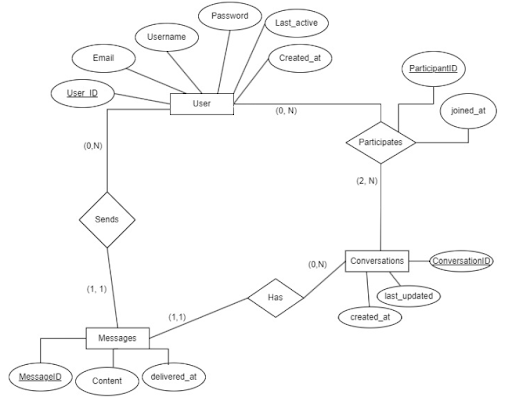 Password
Last_active
Username
Email
Created_at
User_ID
User
ParticipantID
joined_at
(0, N)
Participates
(0,N)
(2, N)
Sends
Conversations
ConversationID
(0,N)
(1, 1)
Has
last_updated
(1,1)
created_at
Messages
MessageID
Content
delivered_at